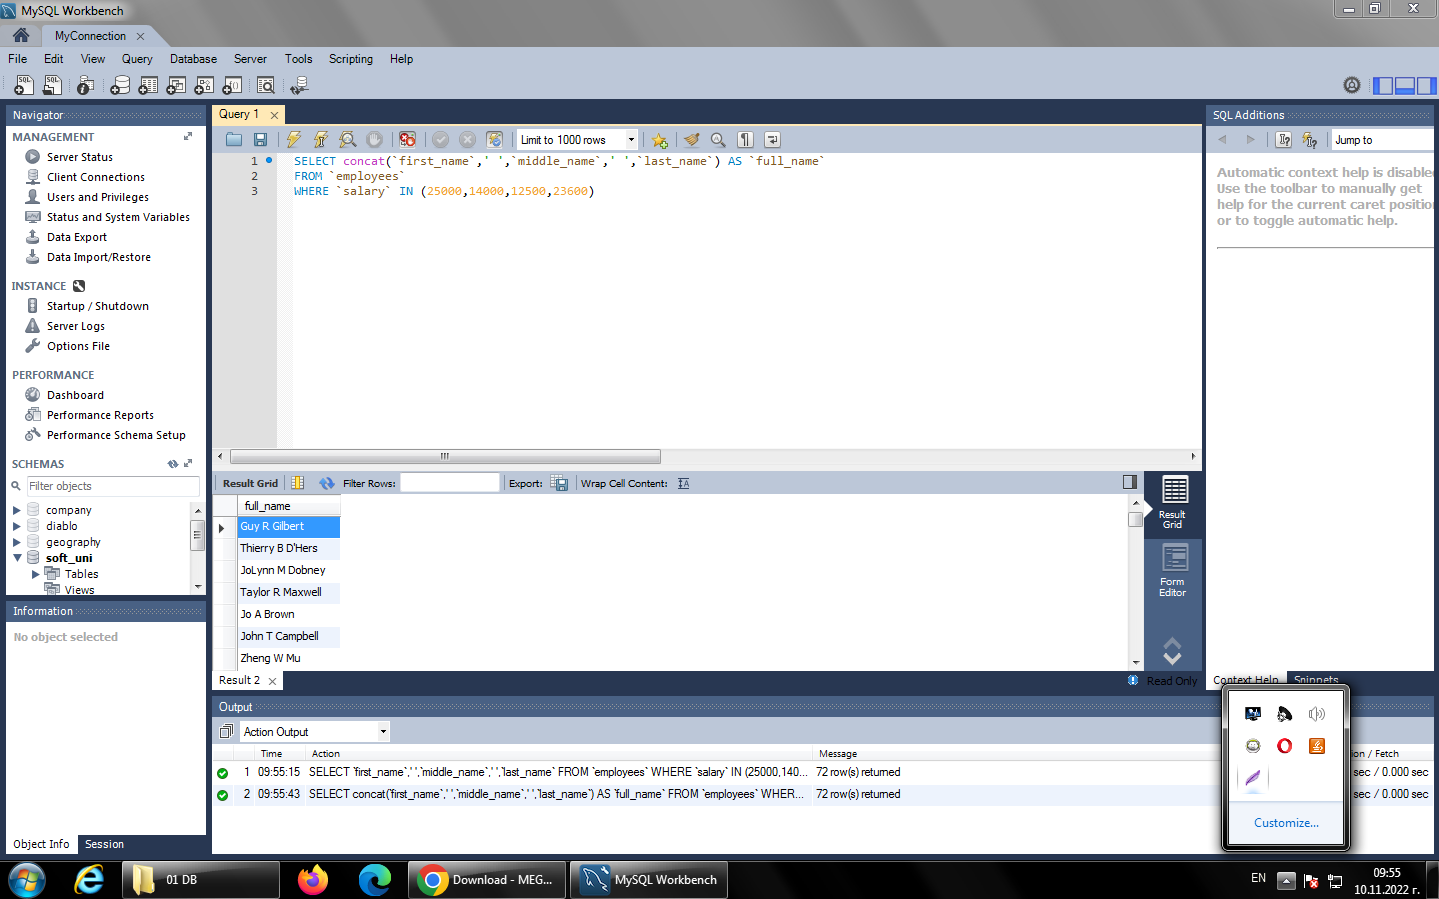 MySQL Workbench
MyConnection
File Edit View Query Database Server Tools Scripting Help
Navigator
MANAGEMENT
Server Status
Client Connections
Users and Privileges
Status and System Variables
Data Export
Data Import/Restore
INSTANCE
Startup / Shutdown
Server Logs
Options File
PERFORMANCE
Dashboard
Performance Reports
Performance Schema Setup
SCHEMAS
Filter objects
company
diablo
geography
soft_uni
Tables
Views
Information
No object selected
Object Info Session
Query 1
Limit to 1000 rows
1 SELECT concat(`first_name`,' ',`middle_name`,' ',`last_name`) AS `full_name`
2 FROM `employees`
3 WHERE `salary` IN (25000,14000,12500,23600)
Result Grid Filter Rows: Export: Wrap Cell Content:
full_name
Guy R Gilbert
Thierry B D'Hers
JoLynn M Dobney
Taylor R Maxwell
Jo A Brown
John T Campbell
Zheng W Mu
Result
Grid
Form
Editor
Result 2
Read Only
SQL Additions
Jump to
Automatic context help is disabled
Use the toolbar to manually get
help for the current caret position
or to toggle automatic help.
Context Help Snippets
Output
Action Output
Time Action Message on / Fetch
1 09:55:15 SELECT `first_name`,' ',`middle_name`,' ',`last_name` FROM `employees` WHERE `salary` IN (25000,140... 72 row(s) returned sec / 0.000 sec
2 09:55:43 SELECT concat(`first_name`,' ',`middle_name`,' ',`last_name`) AS `full_name` FROM `employees` WHER... 72 row(s) returned sec / 0.000 sec
Customize...
01 DB
Download - MEG...
MySQL Workbench
EN
09:55
10.11.2022 г.